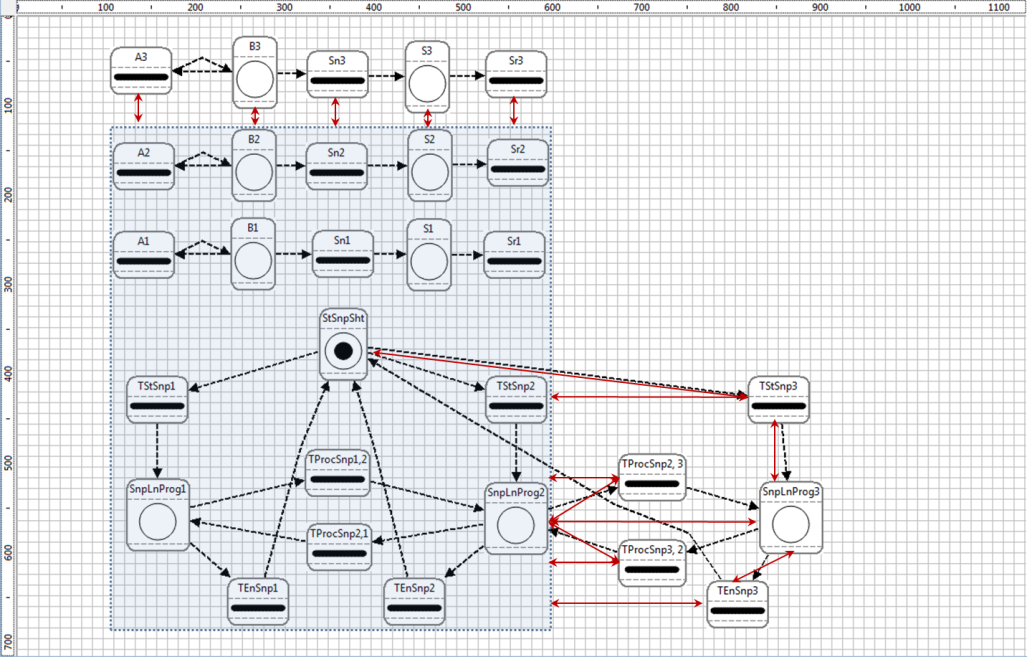 100 200 300 400 500 600 700 800 900 1000 1100
100
200
300
400
500
600
700
A3 B3 Sn3 S3 Sr3
A2 B2 Sn2 S2 Sr2
A1 B1 Sn1 S1 Sr1
StSnpSht
TStSnp1 TStSnp2 TStSnp3
TProcSnp1,2 TProcSnp2, 3
SnpLnProg1 SnpLnProg2 SnpLnProg3
TProcSnp2,1 TProcSnp3, 2
TEnSnp1 TEnSnp2 TEnSnp3